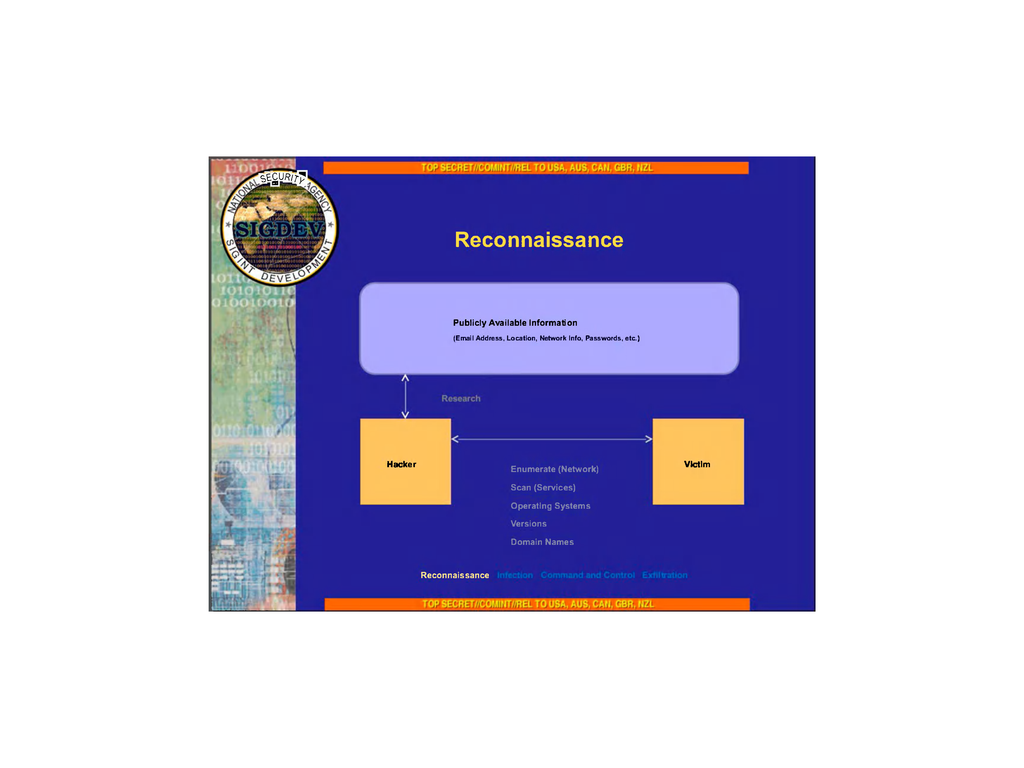 TOP SECRET//COMINT//REL TO USA, AUS, CAN, GBR, NZL
NATIONAL SECURITY AGENCY
SIGDEV
SIGINT DEVELOPMENT
Reconnaissance
Publicly Available Information
(Email Address, Location, Network Info, Passwords, etc.)
Research
Hacker
Victim
Enumerate (Network)
Scan (Services)
Operating Systems
Versions
Domain Names
Reconnaissance Infection Command and Control Exfiltration
TOP SECRET//COMINT//REL TO USA, AUS, CAN, GBR, NZL